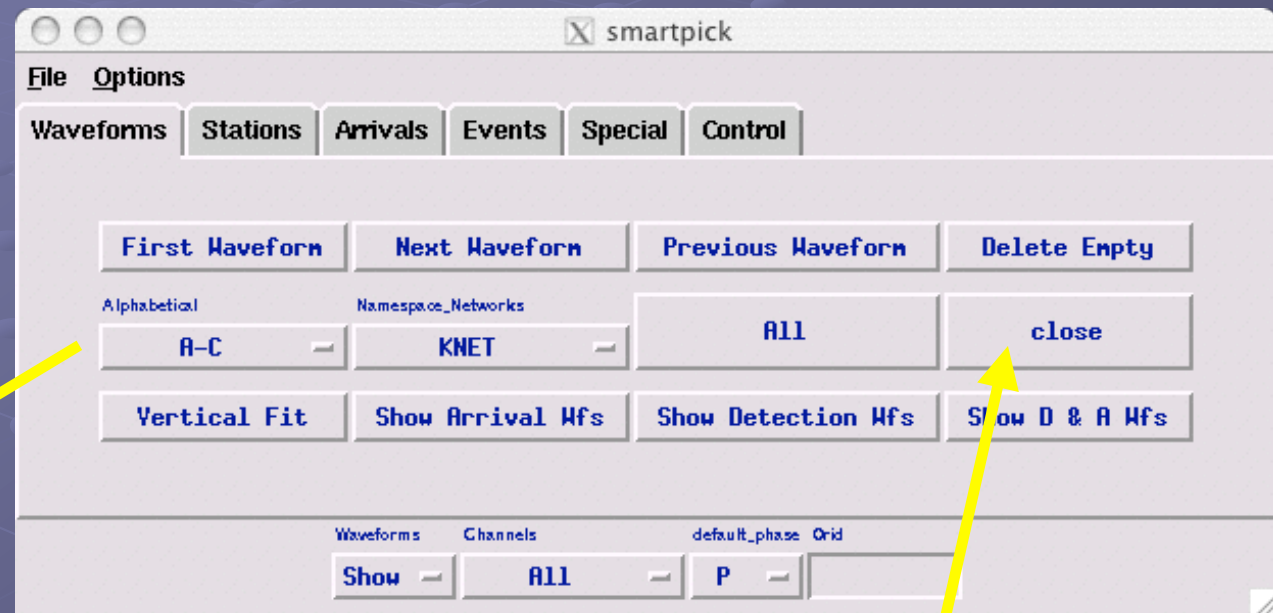 X smartpick
File Options
Waveforms Stations Arrivals Events Special Control
First Waveform Next Waveform Previous Waveform Delete Empty
Alphabetical Namespace_Networks
A-C KNET All close
Vertical Fit Show Arrival Wfs Show Detection Wfs Show D & A Wfs
Waveforms Channels default_phase Orid
Show All P